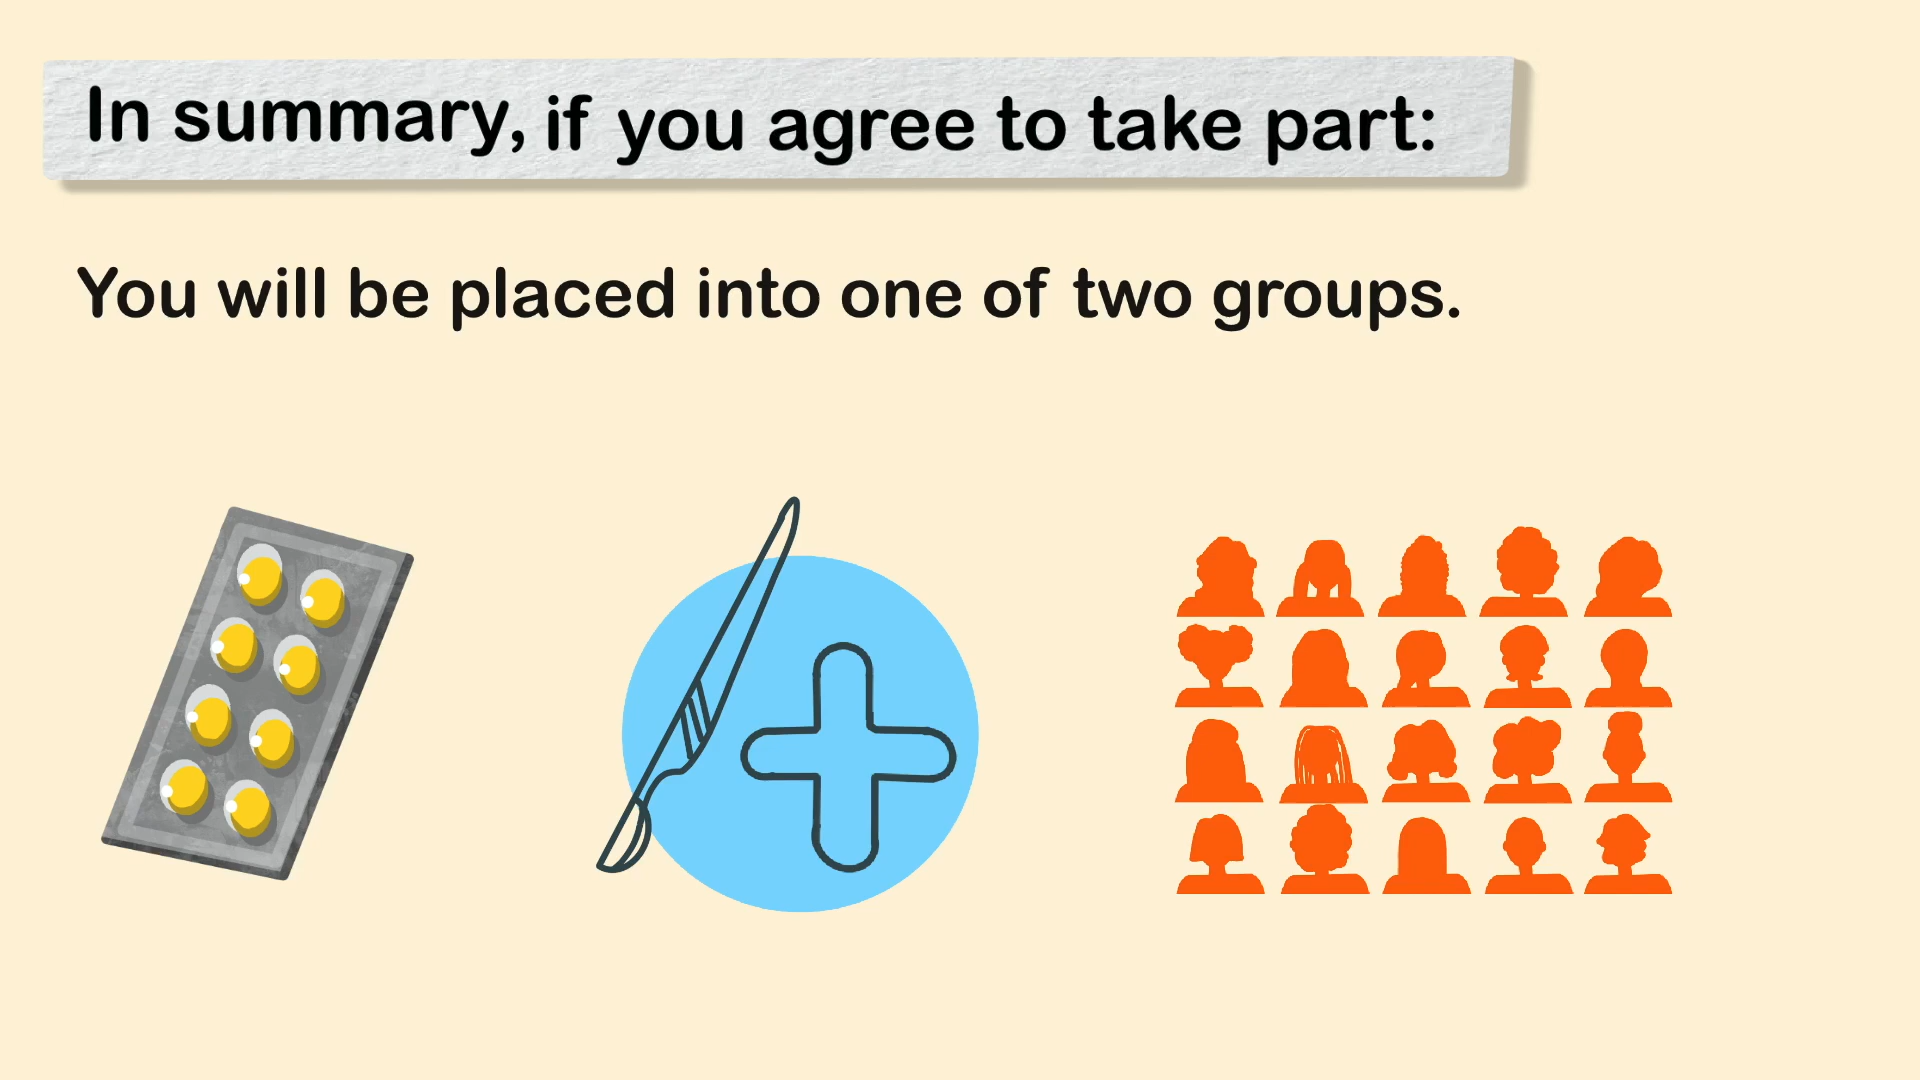 In summary, if you agree to take part:
You will be placed into one of two groups.